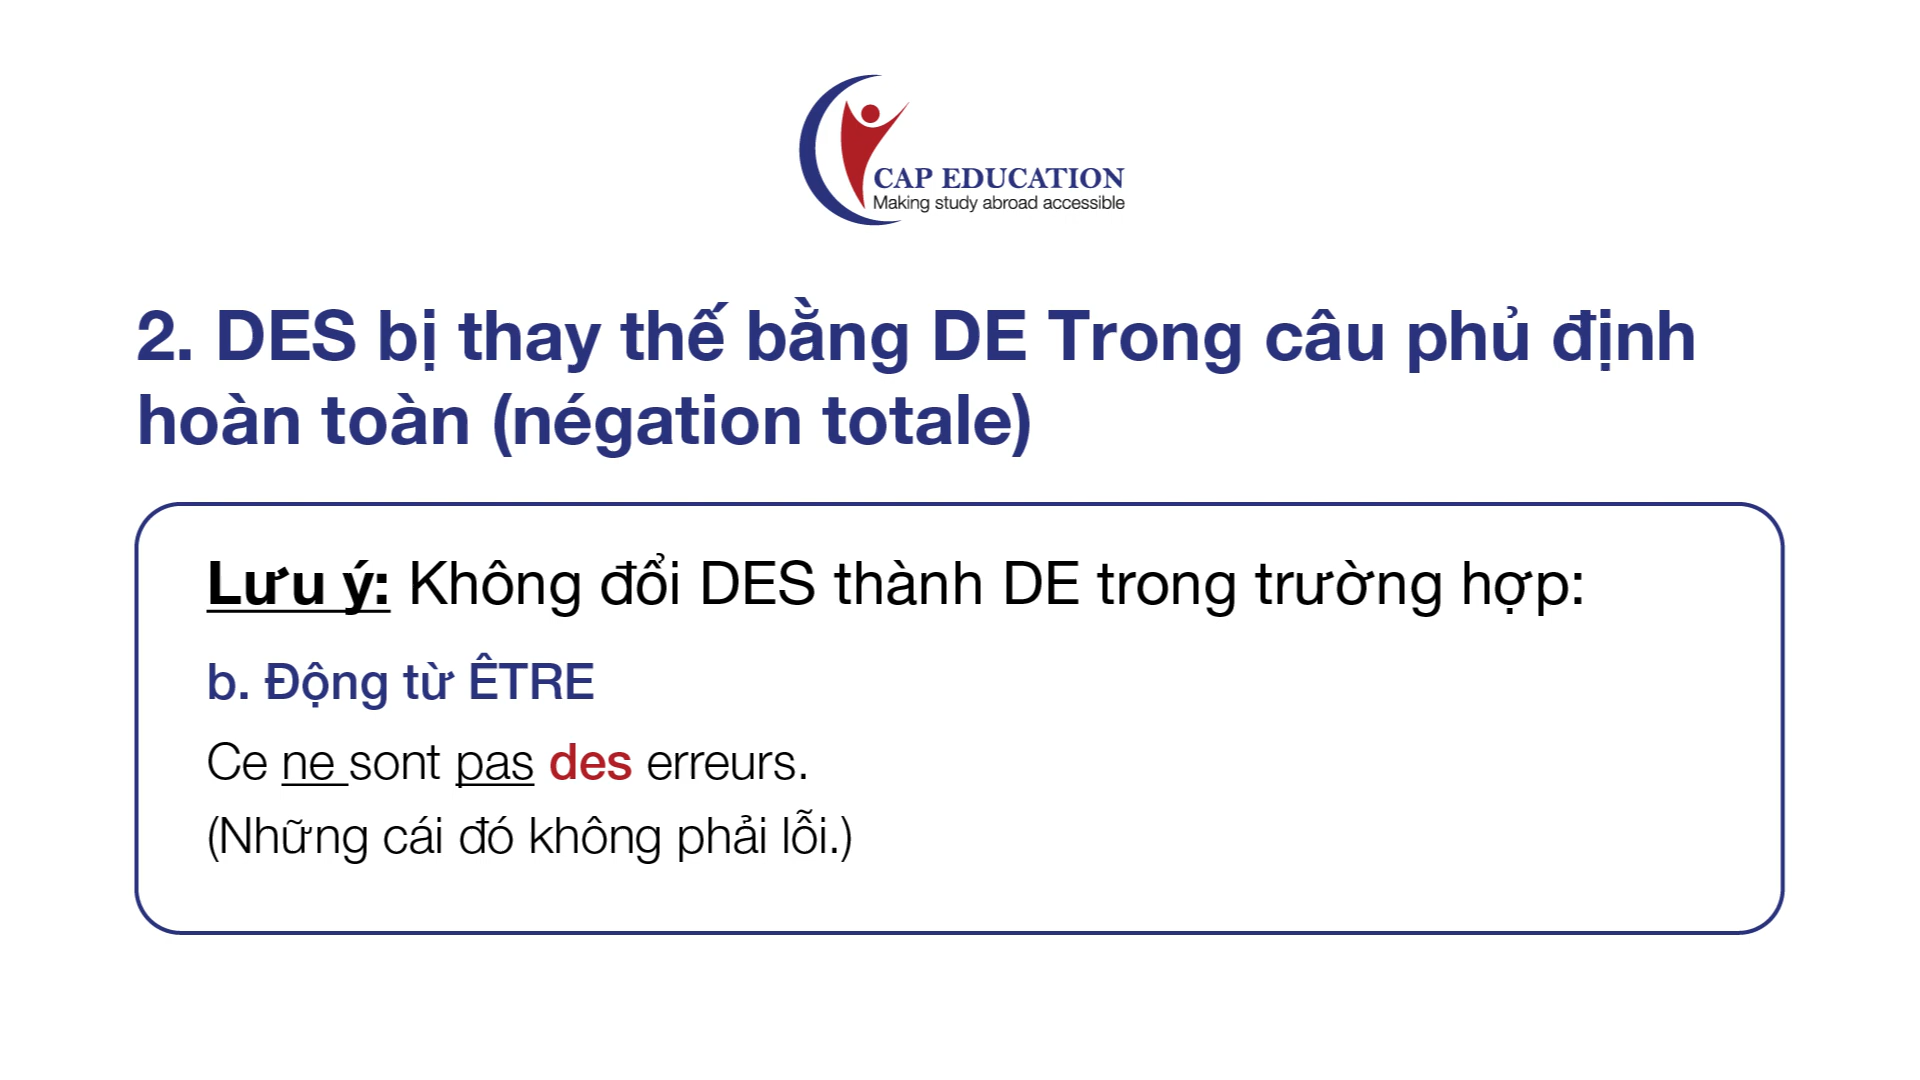 CAP EDUCATION
Making study abroad accessible
2. DES bị thay thế bằng DE Trong câu phủ định
hoàn toàn (négation totale)
Lưu ý: Không đổi DES thành DE trong trường hợp:
b. Động từ ÊTRE
Ce ne sont pas des erreurs.
(Những cái đó không phải lỗi.)